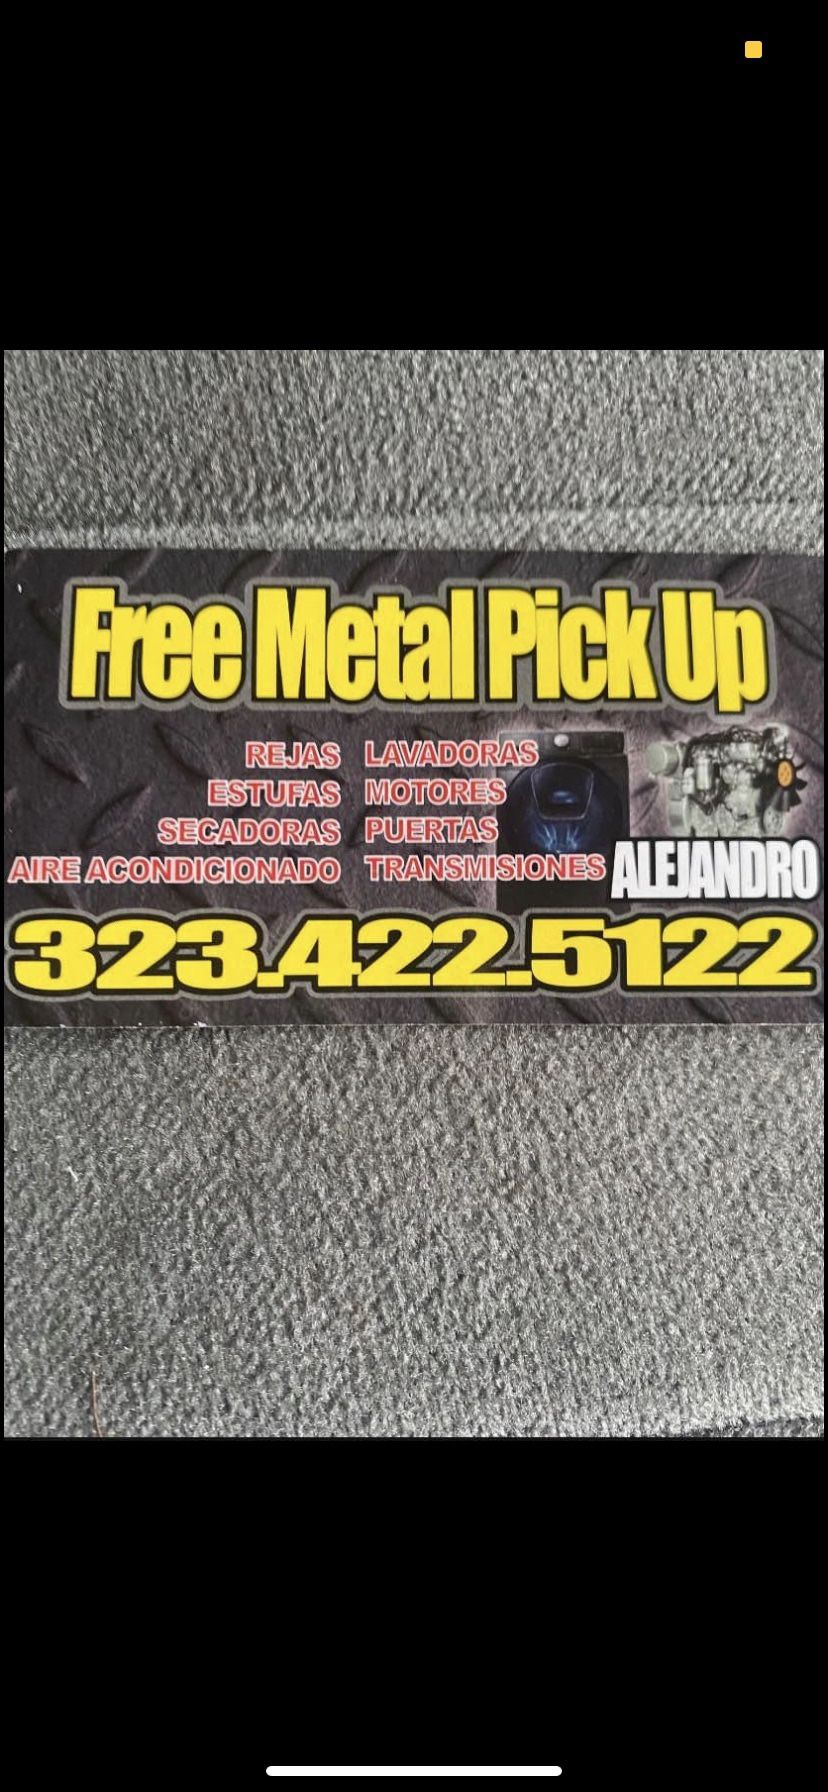 Free Metal Pick Up
REJAS LAVADORAS
ESTUFAS MOTORES
SECADORAS PUERTAS
AIRE ACONDICIONADO TRANSMISIONES
ALEJANDRO
323.422.5122